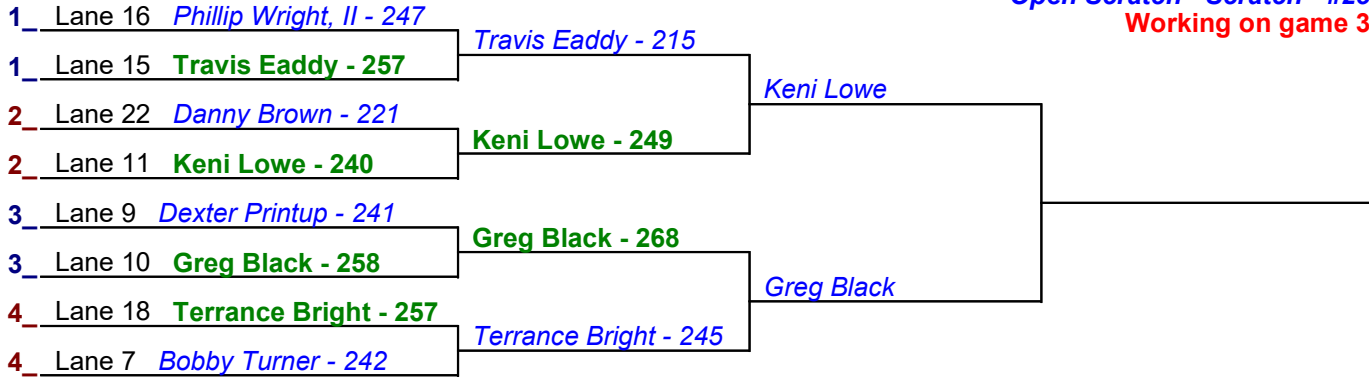 Open Scratch - Scratch
Working on game 3
1_ Lane 16 Phillip Wright, II - 247
Travis Eaddy - 215
1_ Lane 15 Travis Eaddy - 257
Keni Lowe
2_ Lane 22 Danny Brown - 221
Keni Lowe - 249
2_ Lane 11 Keni Lowe - 240
3_ Lane 9 Dexter Printup - 241
Greg Black - 268
3_ Lane 10 Greg Black - 258
Greg Black
4_ Lane 18 Terrance Bright - 257
Terrance Bright - 245
4_ Lane 7 Bobby Turner - 242